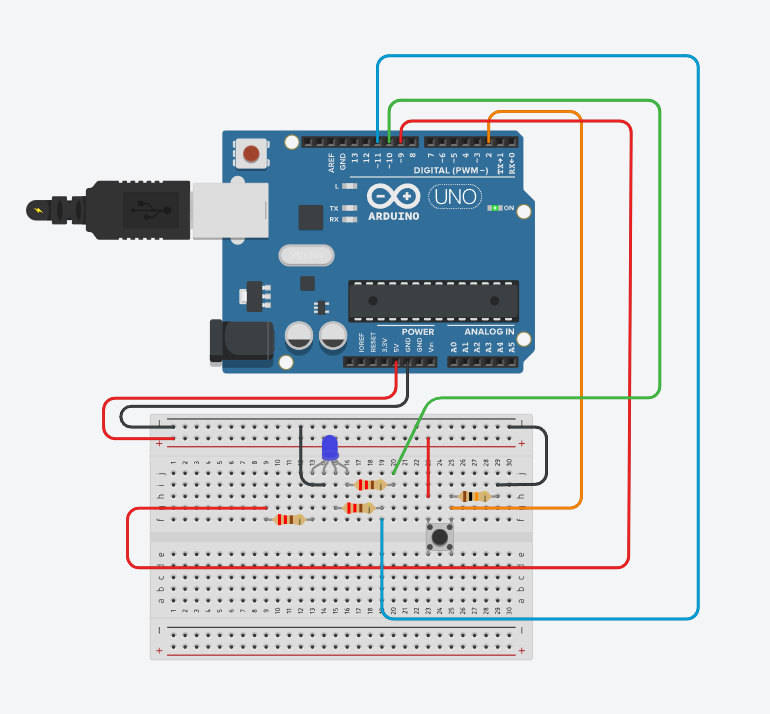 AREF
GND
13
12
~11
~10
~9
8
7
~6
~5
4
~3
2
TX→1
RX←0
DIGITAL (PWM~)
L
TX
RX
ARDUINO
UNO
ON
POWER
ANALOG IN
IOREF
RESET
3.3V
5V
GND
GND
Vin
A0
A1
A2
A3
A4
A5
− −
+ +
1 2 3 4 5 6 7 8 9 10 11 12 13 14 15 16 17 18 19 20 21 22 23 24 25 26 27 28 29 30
j j
i i
h h
g
f f
e e
d d
c c
b b
a a
1 2 3 4 5 6 7 8 9 10 11 12 13 14 15 16 17 18 19 20 21 22 23 24 25 26 27 28 29 30
− −
+ +